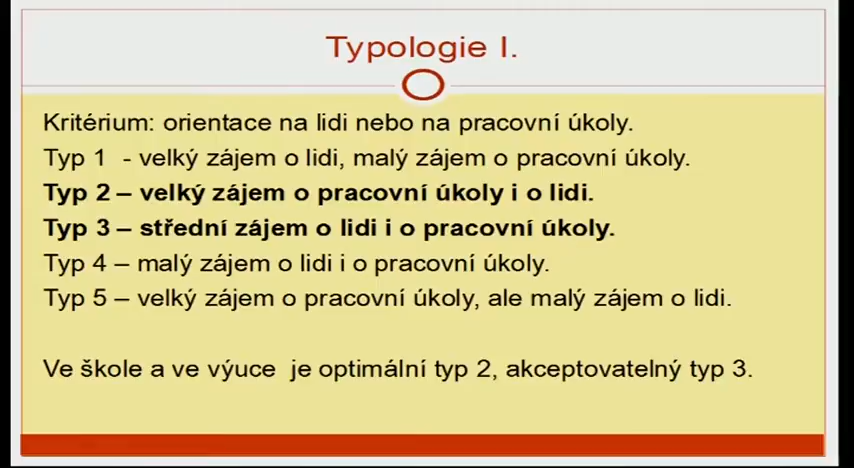 Typologie I.
Kritérium: orientace na lidi nebo na pracovní úkoly.
Typ 1 - velký zájem o lidi, malý zájem o pracovní úkoly.
Typ 2 – velký zájem o pracovní úkoly i o lidi.
Typ 3 – střední zájem o lidi i o pracovní úkoly.
Typ 4 – malý zájem o lidi i o pracovní úkoly.
Typ 5 – velký zájem o pracovní úkoly, ale malý zájem o lidi.
Ve škole a ve výuce je optimální typ 2, akceptovatelný typ 3.